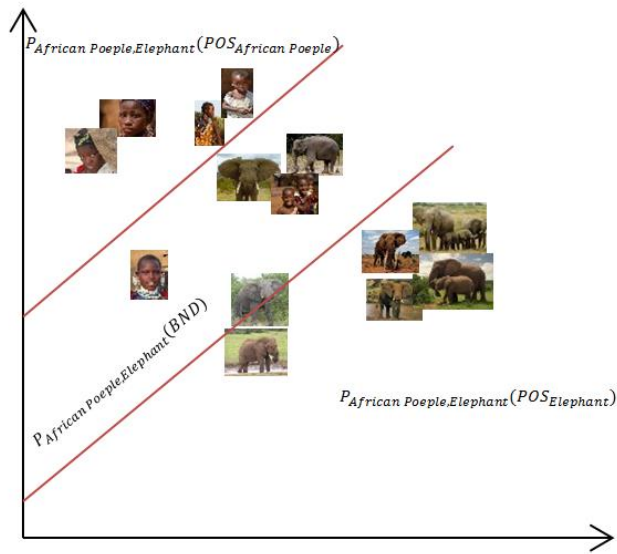 P_African Poeple,Elephant(POS_African Poeple)
P_African Poeple,Elephant(BND)
P_African Poeple,Elephant(POS_Elephant)